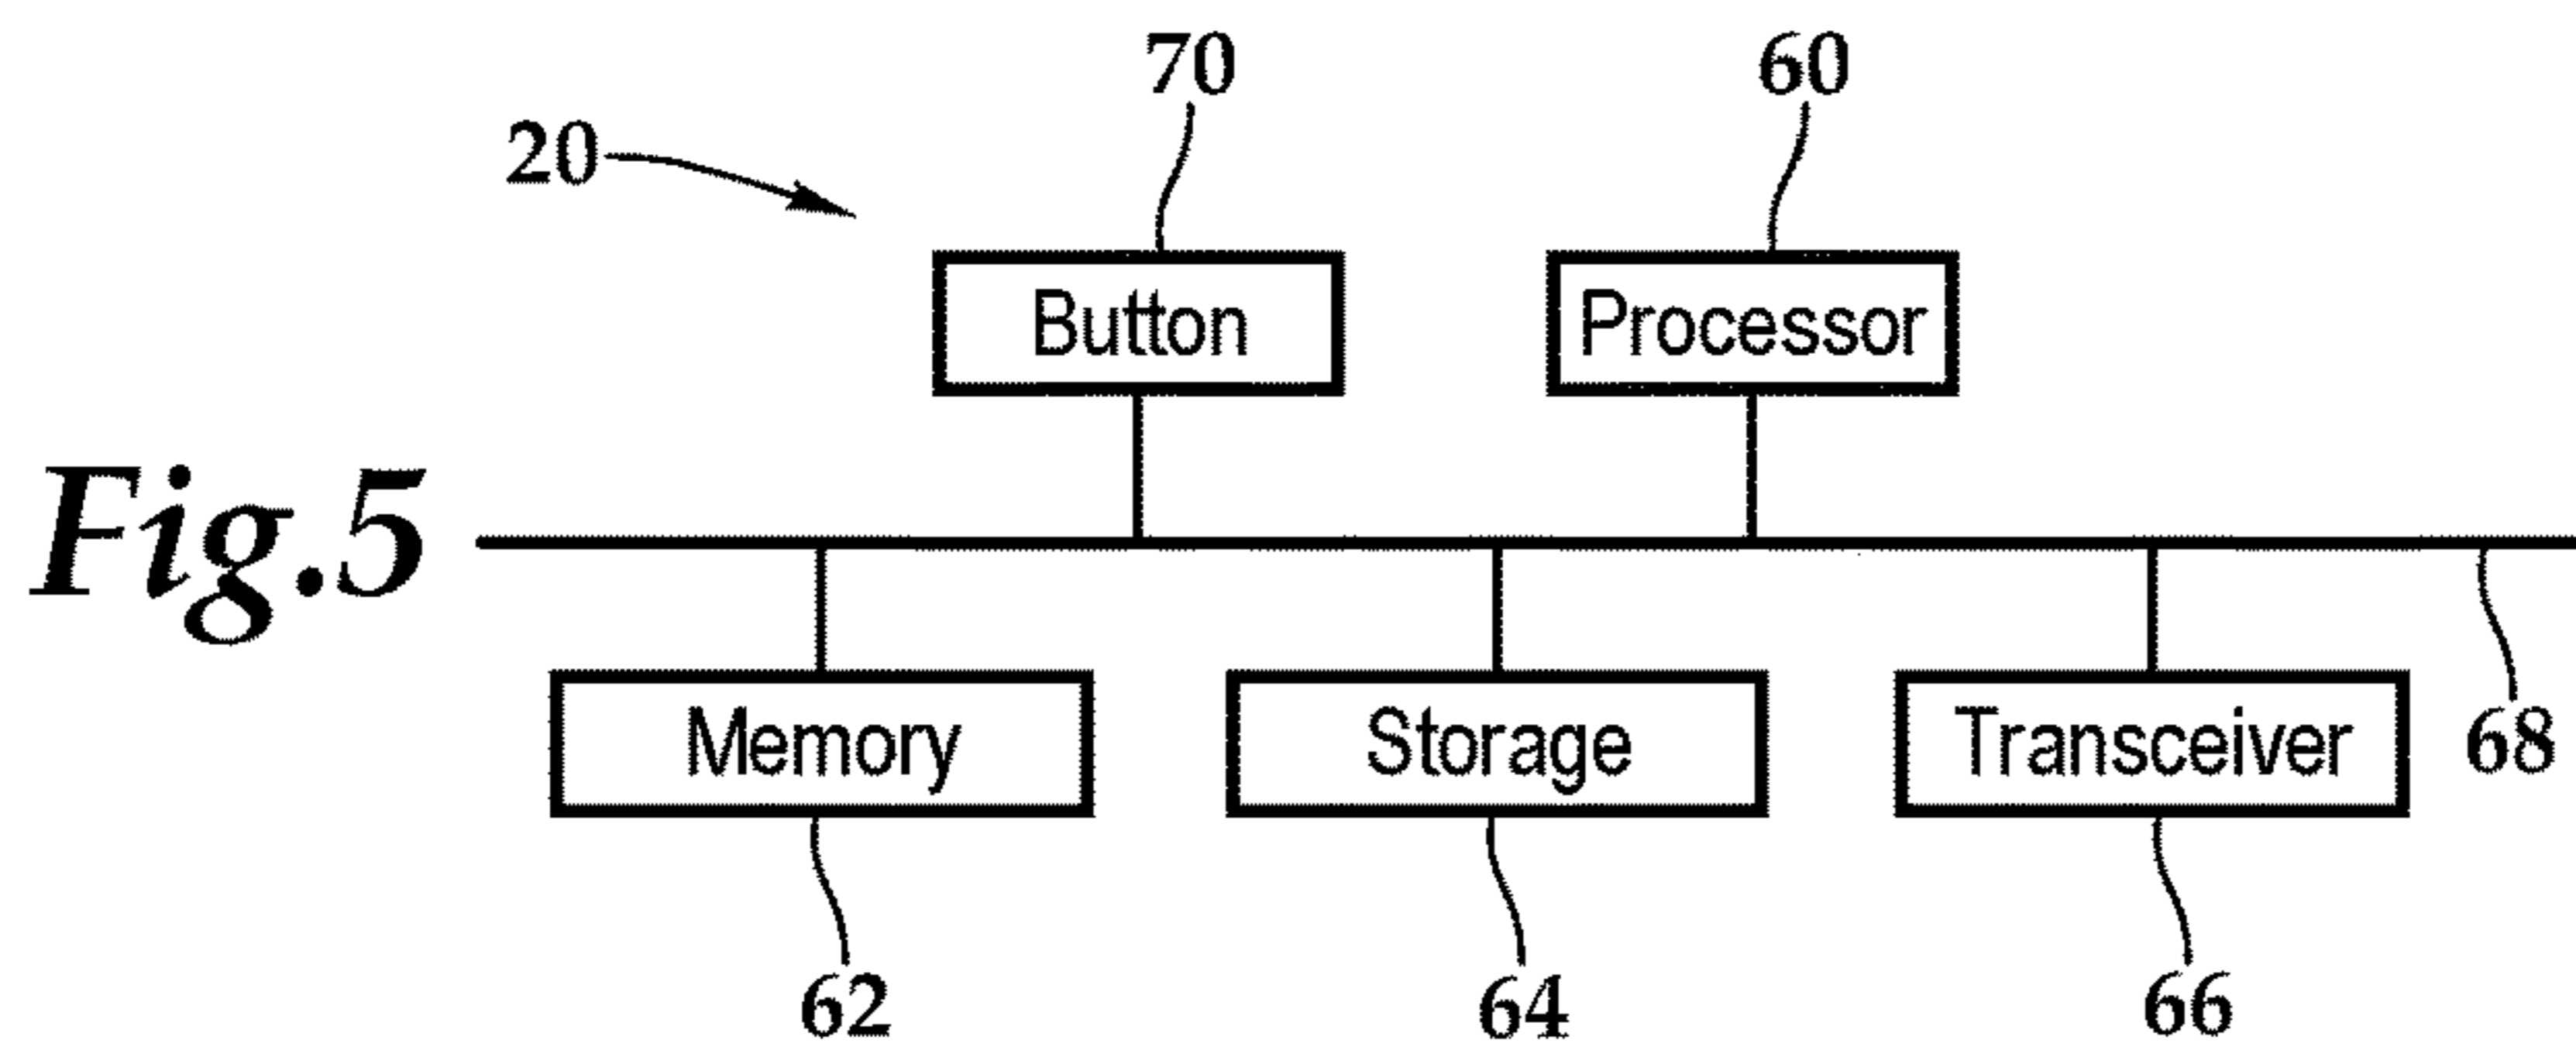 70
60
20
Button
Processor
Fig.5
Memory
Storage
Transceiver
68
62
64
66